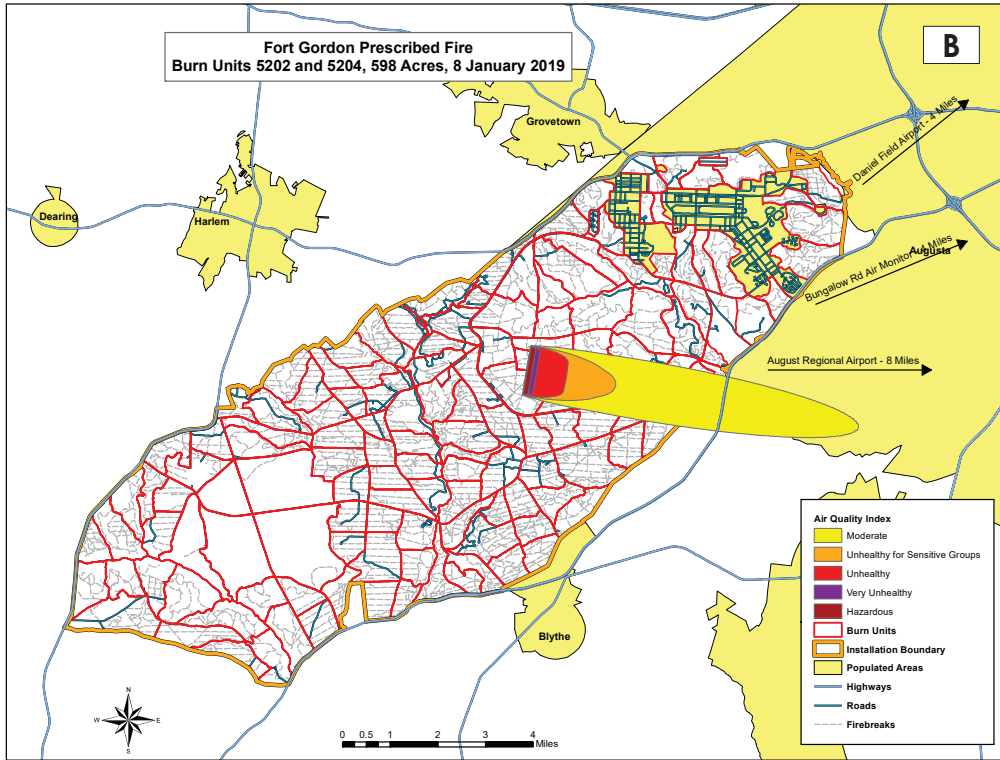 Fort Gordon Prescribed Fire
Burn Units 5202 and 5204, 598 Acres, 8 January 2019
B
Grovetown
Daniel Field Airport - 4 Miles
Dearing
Harlem
Bungalow Rd Air Monitor - 4 Miles
Augusta
August Regional Airport - 8 Miles
Blythe
Air Quality Index
Moderate
Unhealthy for Sensitive Groups
Unhealthy
Very Unhealthy
Hazardous
Burn Units
Installation Boundary
Populated Areas
Highways
Roads
Firebreaks
N
W E
S
0 0.5 1 2 3 4
Miles